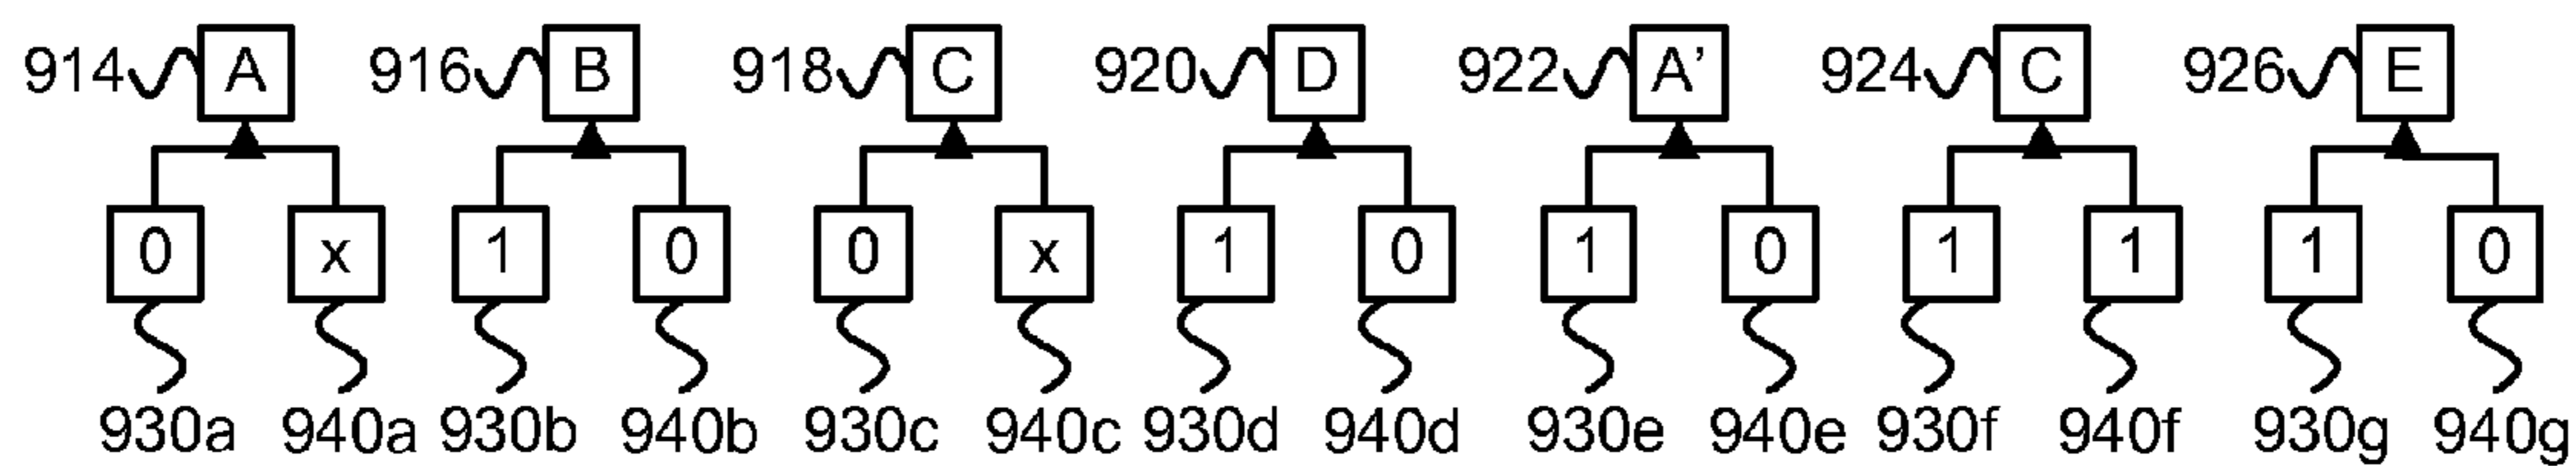 914 A 916 B 918 C 920 D 922 A’ 924 C 926 E
0 x 1 0 0 x 1 0 1 0 1 1 1 0
930a 940a 930b 940b 930c 940c 930d 940d 930e 940e 930f 940f 930g 940g